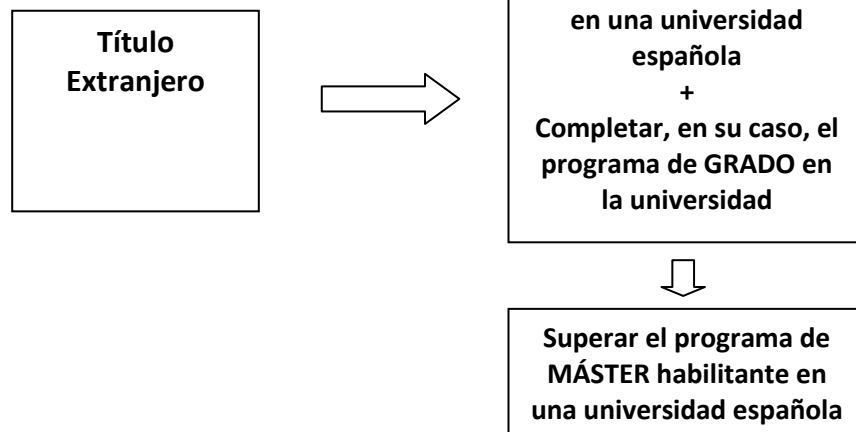 Título
Extranjero
en una universidad
española
+
Completar, en su caso, el
programa de GRADO en
la universidad
Superar el programa de
MÁSTER habilitante en
una universidad española